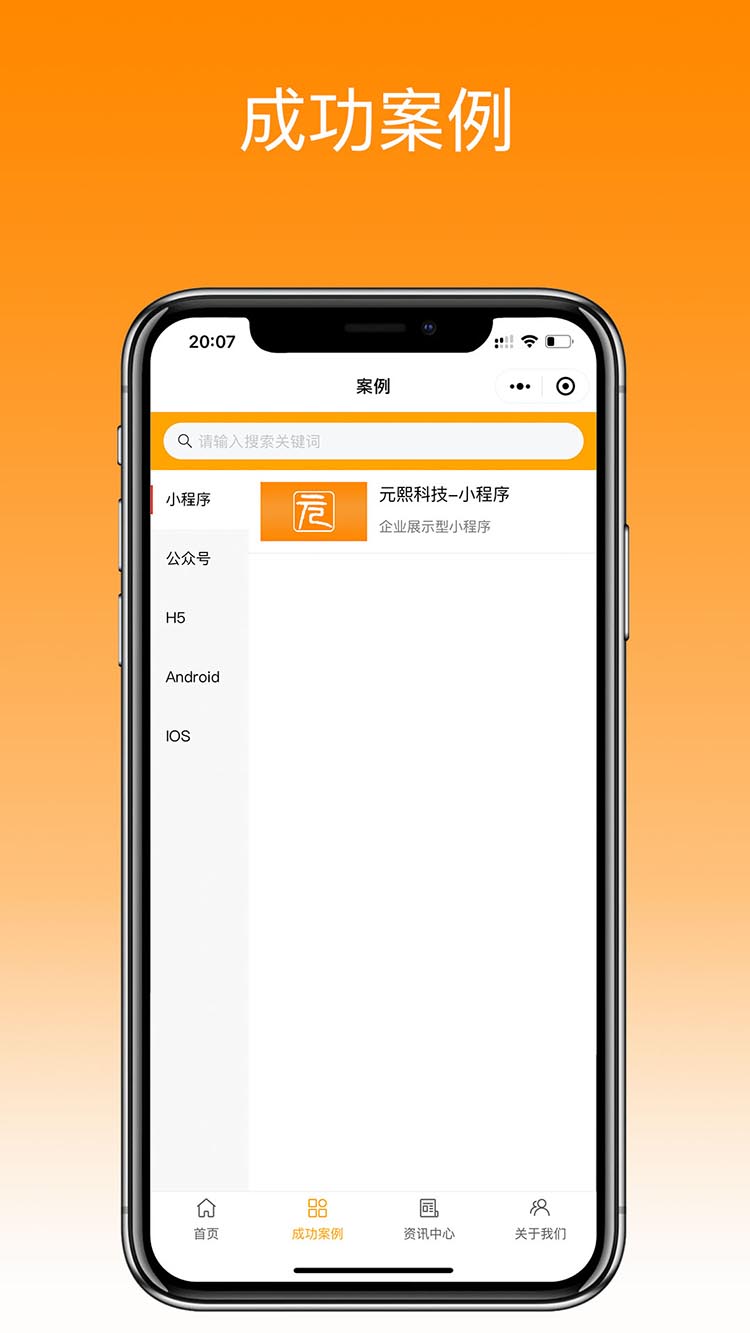 成功案例
20:07
案例
请输入搜索关键词
小程序
元熙科技-小程序
企业展示型小程序
公众号
H5
Android
IOS
首页
成功案例
资讯中心
关于我们